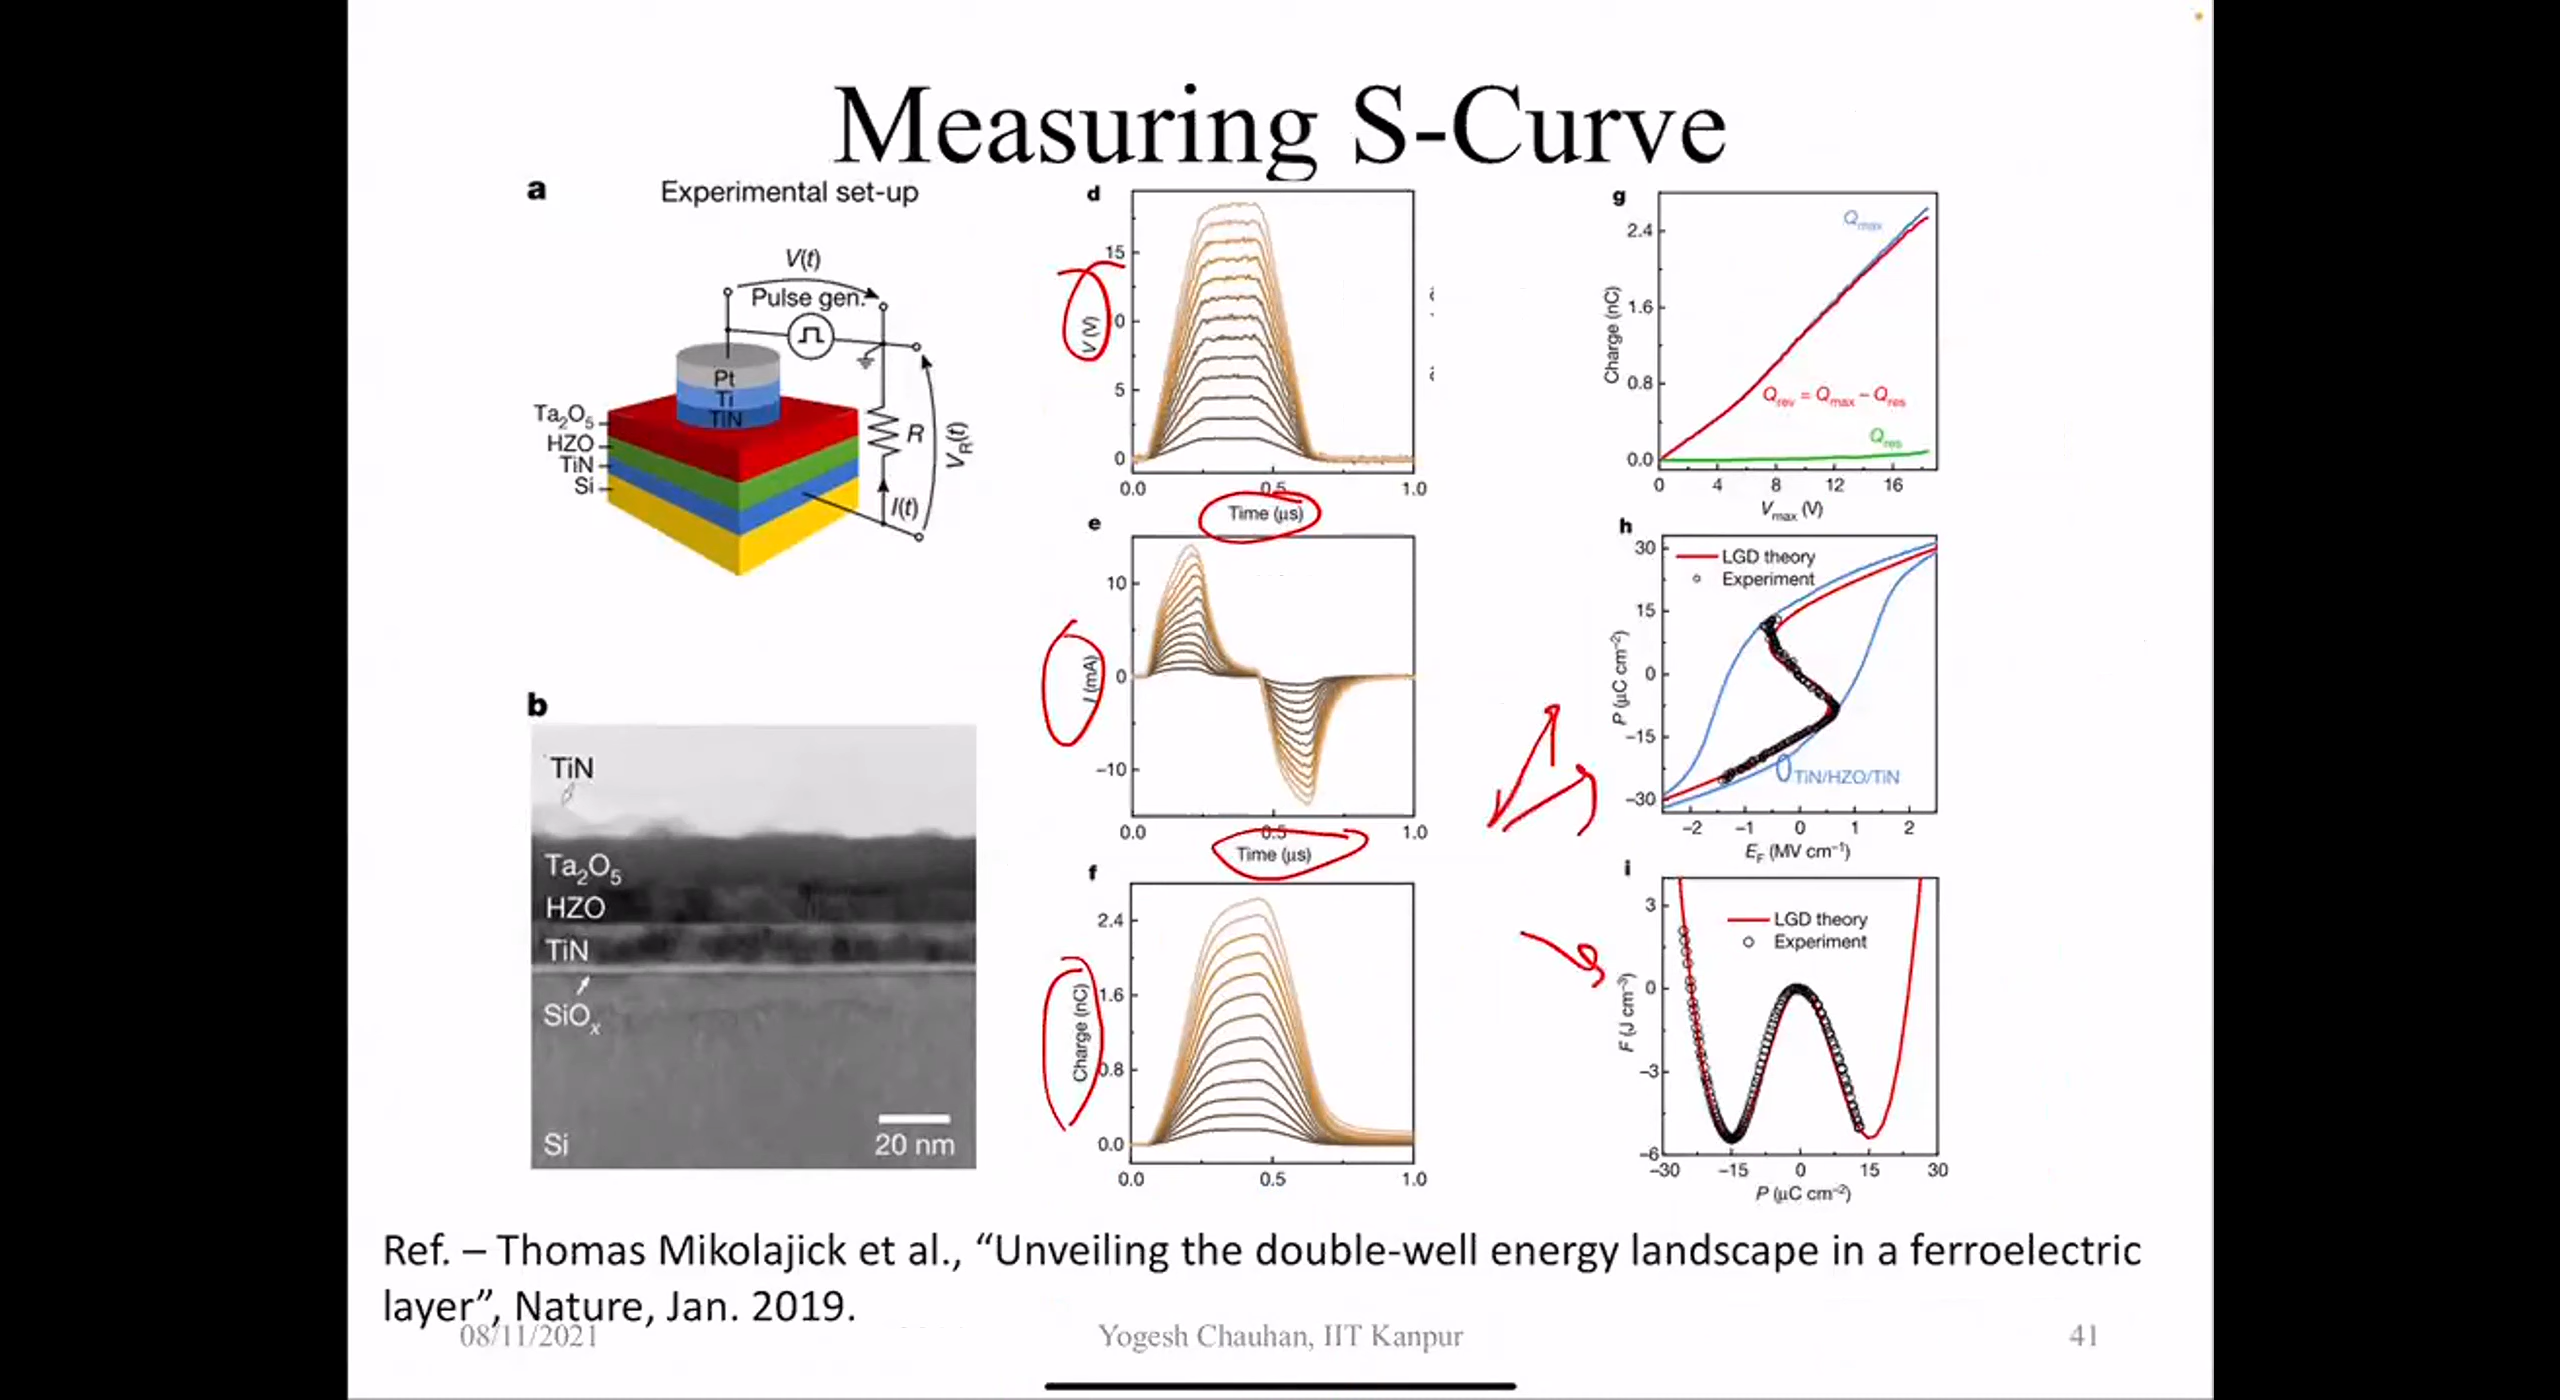 Measuring S-Curve
a
Experimental set-up
V(t)
Pulse gen.
Pt
Ti
TiN
Ta₂O₅
HZO
TiN
Si
R
V_R(t)
I(t)
b
TiN
Ta₂O₅
HZO
TiN
SiOₓ
Si
20 nm
d
V (V)
15
0
5
0
0.0 0.5 1.0
Time (μs)
e
I (mA)
10
0
−10
0.0 0.5 1.0
Time (μs)
f
Charge (nC)
2.4
1.6
0.8
0.0
0.0 0.5 1.0
g
Charge (nC)
2.4
1.6
0.8
0.0
Q_max
Q_rev = Q_max − Q_res
Q_res
0 4 8 12 16
V_max (V)
h
P (μC cm⁻²)
30
15
0
−15
−30
LGD theory
Experiment
TiN/HZO/TiN
−2 −1 0 1 2
E_F (MV cm⁻¹)
i
F (J cm⁻³)
3
0
−3
−6
LGD theory
Experiment
−30 −15 0 15 30
P (μC cm⁻²)
Ref. – Thomas Mikolajick et al., “Unveiling the double-well energy landscape in a ferroelectric
layer”, Nature, Jan. 2019.
08/11/2021
Yogesh Chauhan, IIT Kanpur
41